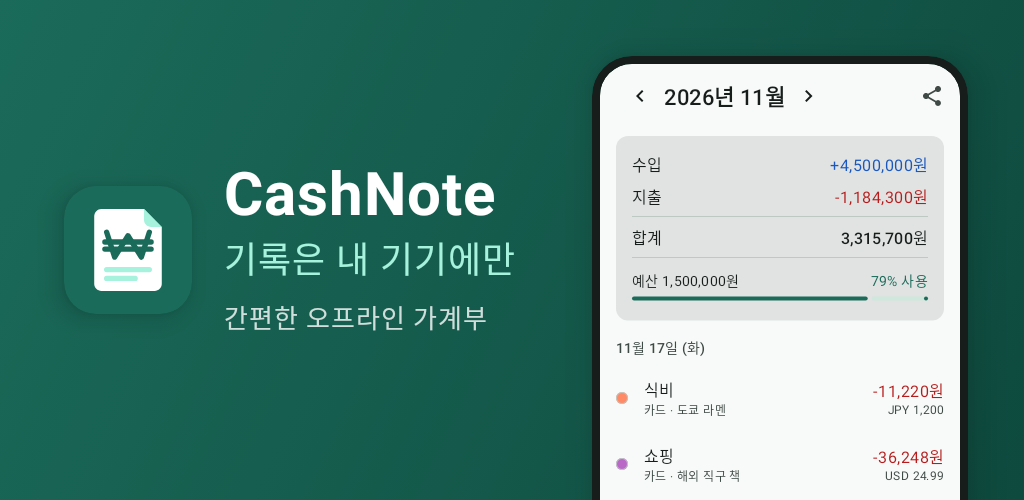 CashNote
기록은 내 기기에만
간편한 오프라인 가계부
2026년 11월
수입 +4,500,000원
지출 -1,184,300원
합계 3,315,700원
예산 1,500,000원 79% 사용
11월 17일 (화)
식비 -11,220원
카드 · 도쿄 라멘 JPY 1,200
쇼핑 -36,248원
카드 · 해외 직구 책 USD 24.99